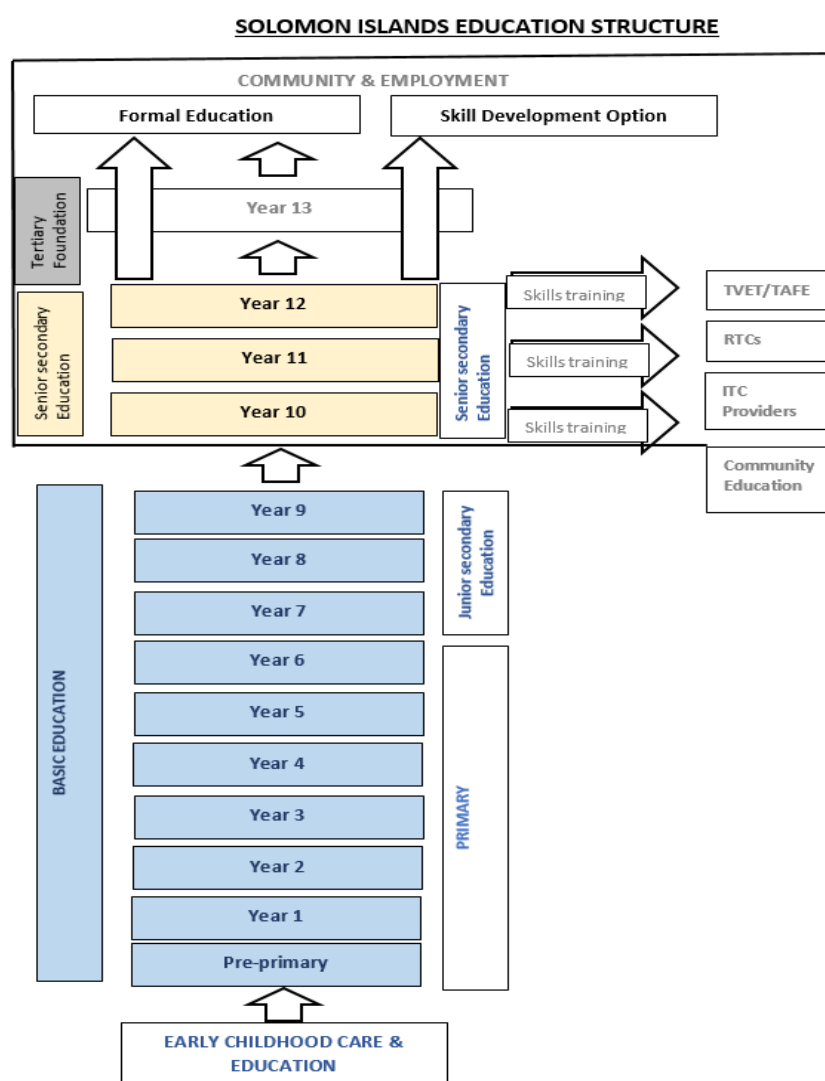 SOLOMON ISLANDS EDUCATION STRUCTURE
COMMUNITY & EMPLOYMENT
Formal Education
Skill Development Option
Tertiary
Foundation
Year 13
Senior secondary
Education
Year 12
Year 11
Year 10
Senior secondary
Education
Skills training
Skills training
Skills training
TVET/TAFE
RTCs
ITC
Providers
Community
Education
BASIC EDUCATION
Year 9
Year 8
Year 7
Junior secondary
Education
Year 6
Year 5
Year 4
Year 3
Year 2
Year 1
Pre-primary
PRIMARY
EARLY CHILDHOOD CARE &
EDUCATION